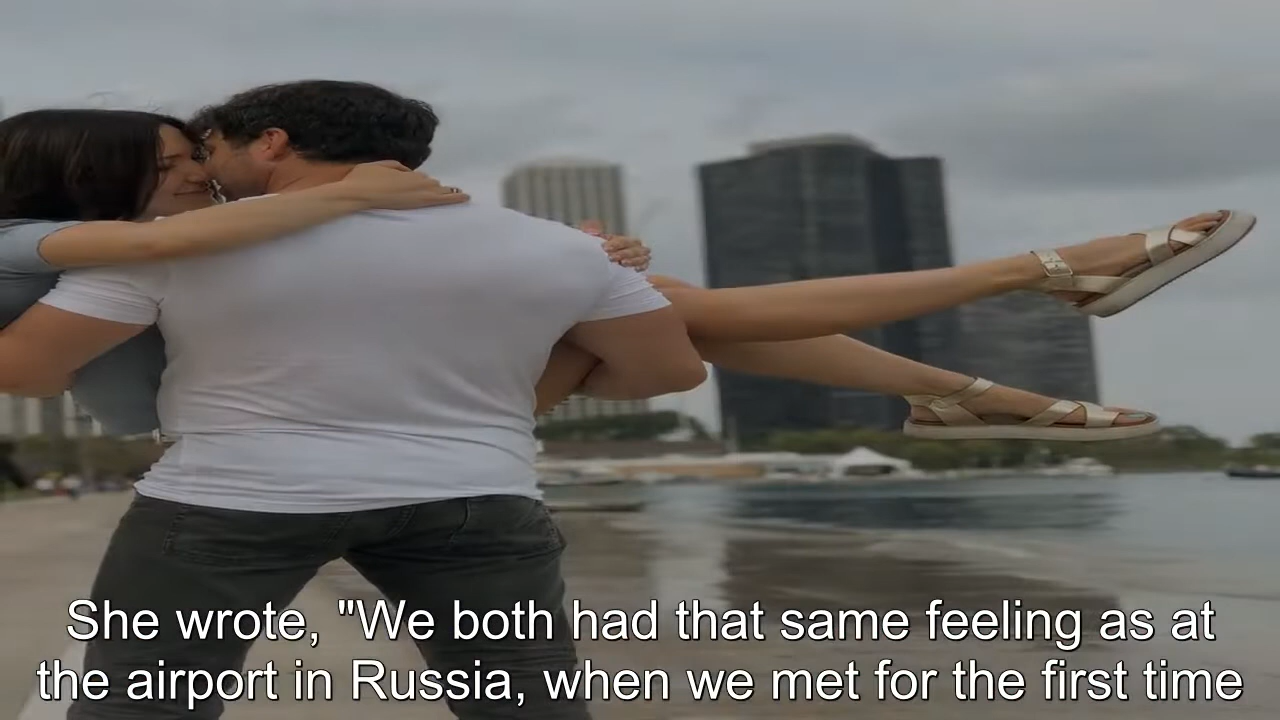 She wrote, "We both had that same feeling as at
the airport in Russia, when we met for the first time